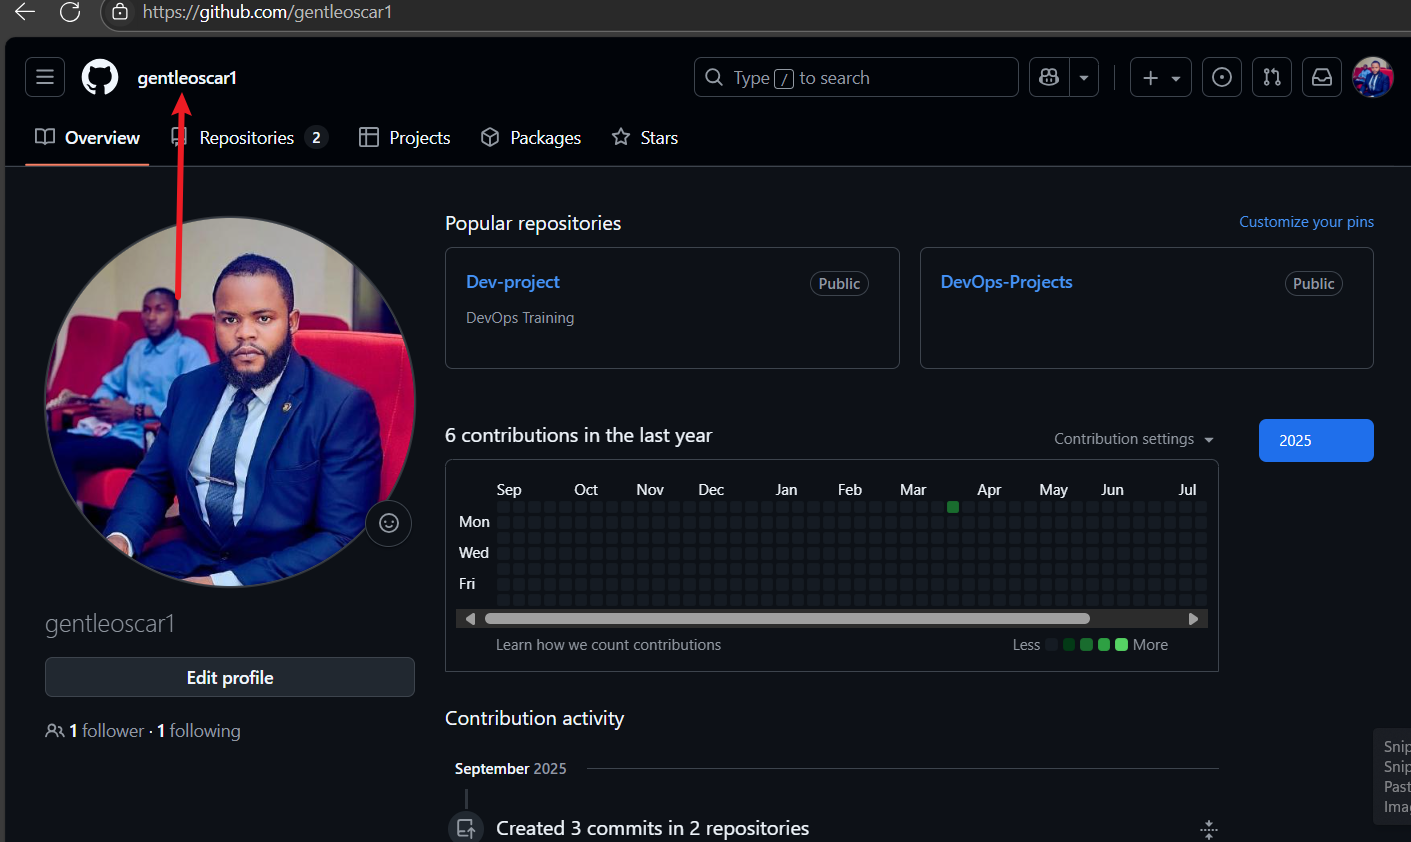 https://github.com/gentleoscar1
gentleoscar1
Type / to search
Overview
Repositories 2
Projects
Packages
Stars
Popular repositories
Customize your pins
Dev-project
Public
DevOps Training
DevOps-Projects
Public
6 contributions in the last year
Contribution settings
2025
Sep Oct Nov Dec Jan Feb Mar Apr May Jun Jul
Mon
Wed
Fri
Learn how we count contributions
Less More
gentleoscar1
Edit profile
1 follower · 1 following
Contribution activity
September 2025
Created 3 commits in 2 repositories
Snip
Snip
Past
Imag